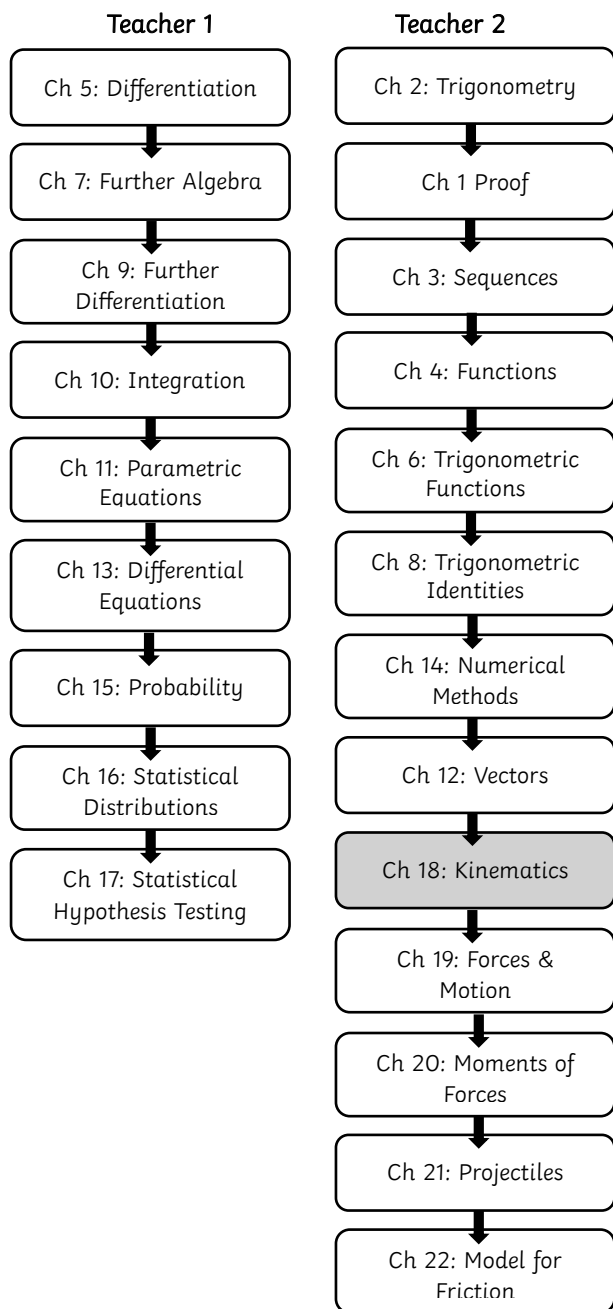 Teacher 1
Ch 5: Differentiation
Ch 7: Further Algebra
Ch 9: Further
Differentiation
Ch 10: Integration
Ch 11: Parametric
Equations
Ch 13: Differential
Equations
Ch 15: Probability
Ch 16: Statistical
Distributions
Ch 17: Statistical
Hypothesis Testing
Teacher 2
Ch 2: Trigonometry
Ch 1 Proof
Ch 3: Sequences
Ch 4: Functions
Ch 6: Trigonometric
Functions
Ch 8: Trigonometric
Identities
Ch 14: Numerical
Methods
Ch 12: Vectors
Ch 18: Kinematics
Ch 19: Forces &
Motion
Ch 20: Moments of
Forces
Ch 21: Projectiles
Ch 22: Model for
Friction